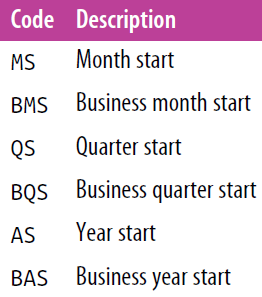 Code Description
MS Month start
BMS Business month start
QS Quarter start
BQS Business quarter start
AS Year start
BAS Business year start